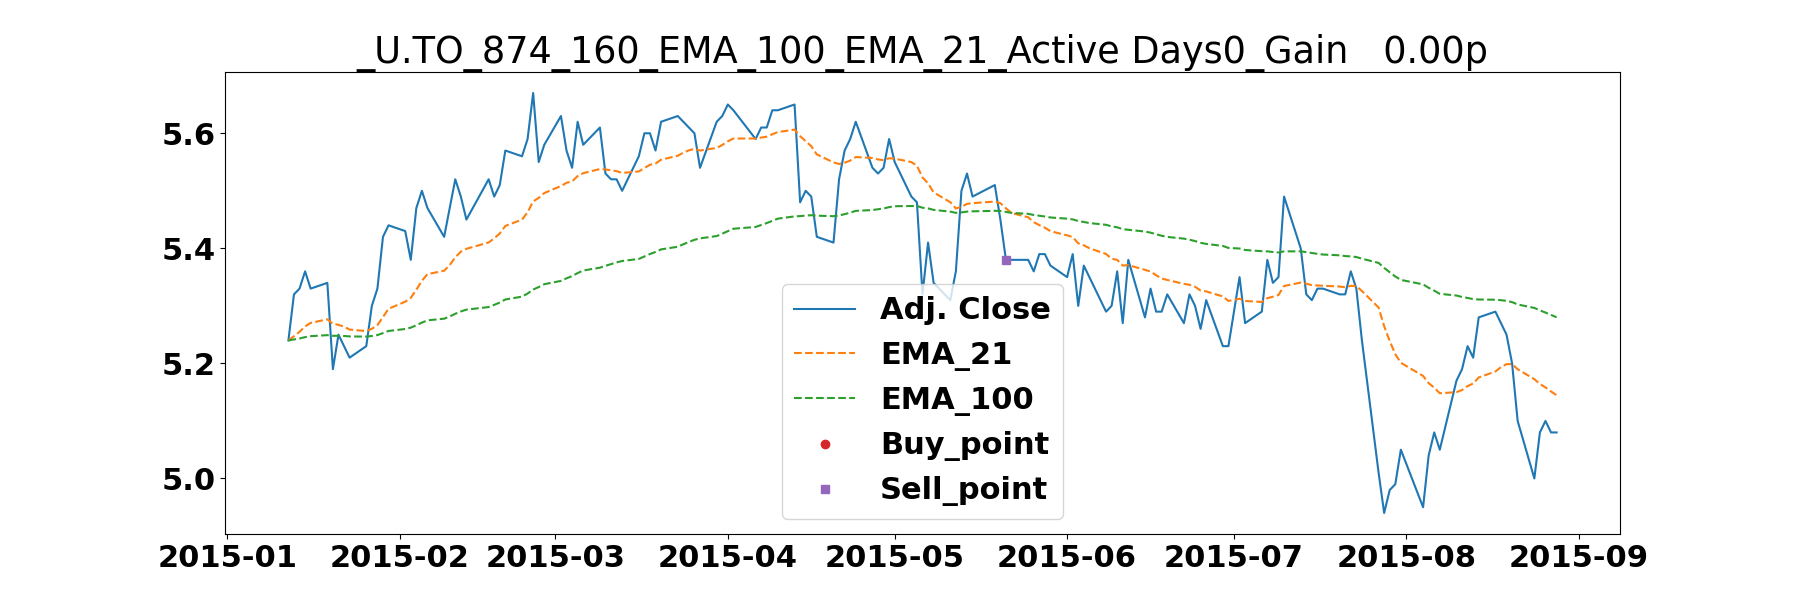 _U.TO_874_160_EMA_100_EMA_21_Active Days0_Gain   0.00p
5.6
5.4
5.2
5.0
Adj. Close
EMA_21
EMA_100
Buy_point
Sell_point
2015-01 2015-02 2015-03 2015-04 2015-05 2015-06 2015-07 2015-08 2015-09